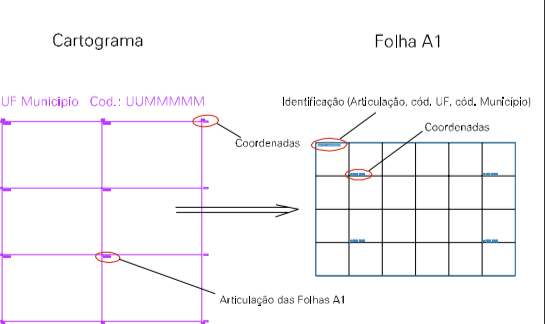 Cartograma
Folha A1
UF Município Cod.: UUMMMMM
Identificação (Articulação, cód. UF, cód. Município)
Coordenadas
Coordenadas
Articulação das Folhas A1